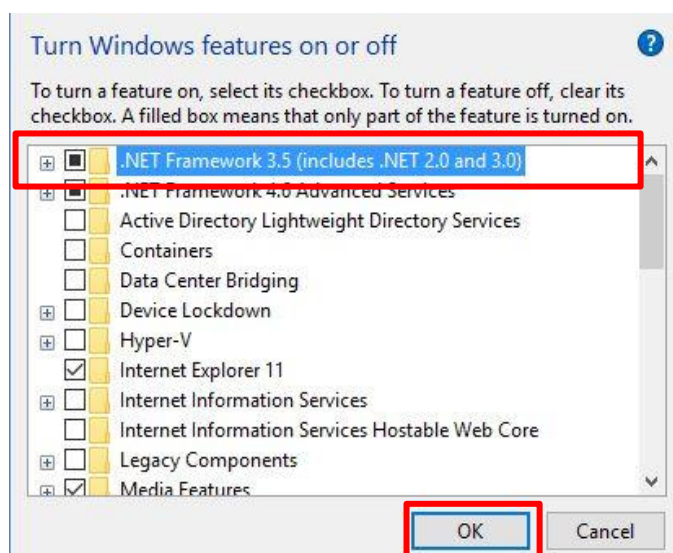 Turn Windows features on or off
?
To turn a feature on, select its checkbox. To turn a feature off, clear its
checkbox. A filled box means that only part of the feature is turned on.
.NET Framework 3.5 (includes .NET 2.0 and 3.0)
.NET Framework 4.6 Advanced Services
Active Directory Lightweight Directory Services
Containers
Data Center Bridging
Device Lockdown
Hyper-V
Internet Explorer 11
Internet Information Services
Internet Information Services Hostable Web Core
Legacy Components
Media Features
OK
Cancel